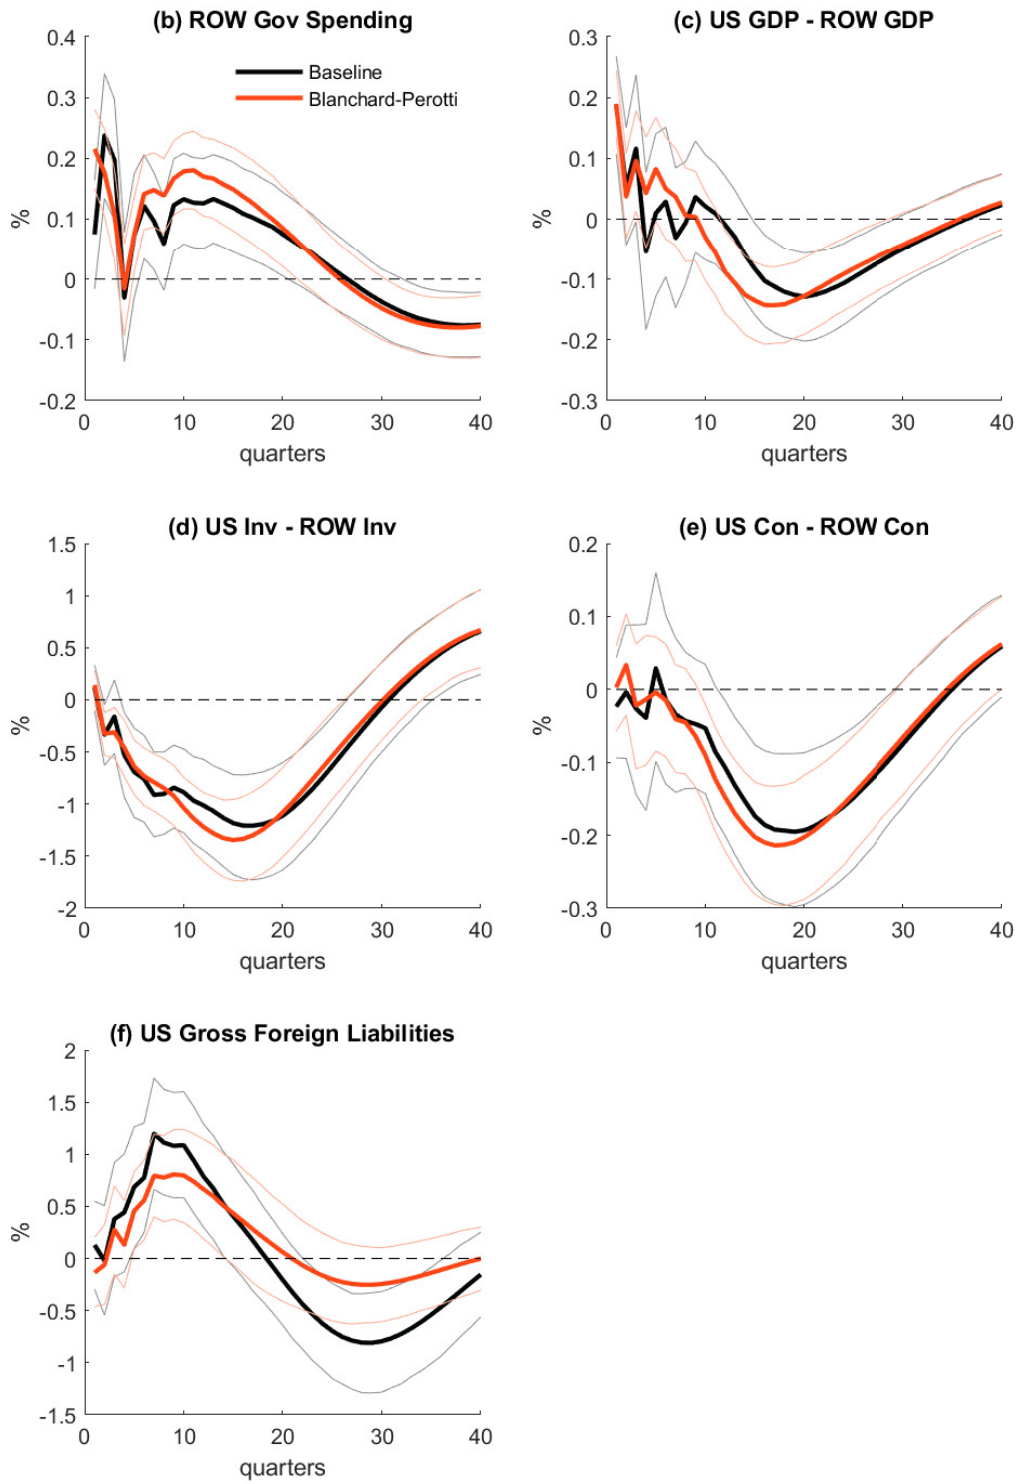 (b) ROW Gov Spending
0.4
0.3
0.2
0.1
0
-0.1
-0.2
%
Baseline
Blanchard-Perotti
0 10 20 30 40
quarters
(c) US GDP - ROW GDP
0.3
0.2
0.1
0
-0.1
-0.2
-0.3
%
0 10 20 30 40
quarters
(d) US Inv - ROW Inv
1.5
1
0.5
0
-0.5
-1
-1.5
-2
%
0 10 20 30 40
quarters
(e) US Con - ROW Con
0.2
0.1
0
-0.1
-0.2
-0.3
%
0 10 20 30 40
quarters
(f) US Gross Foreign Liabilities
2
1.5
1
0.5
0
-0.5
-1
-1.5
%
0 10 20 30 40
quarters